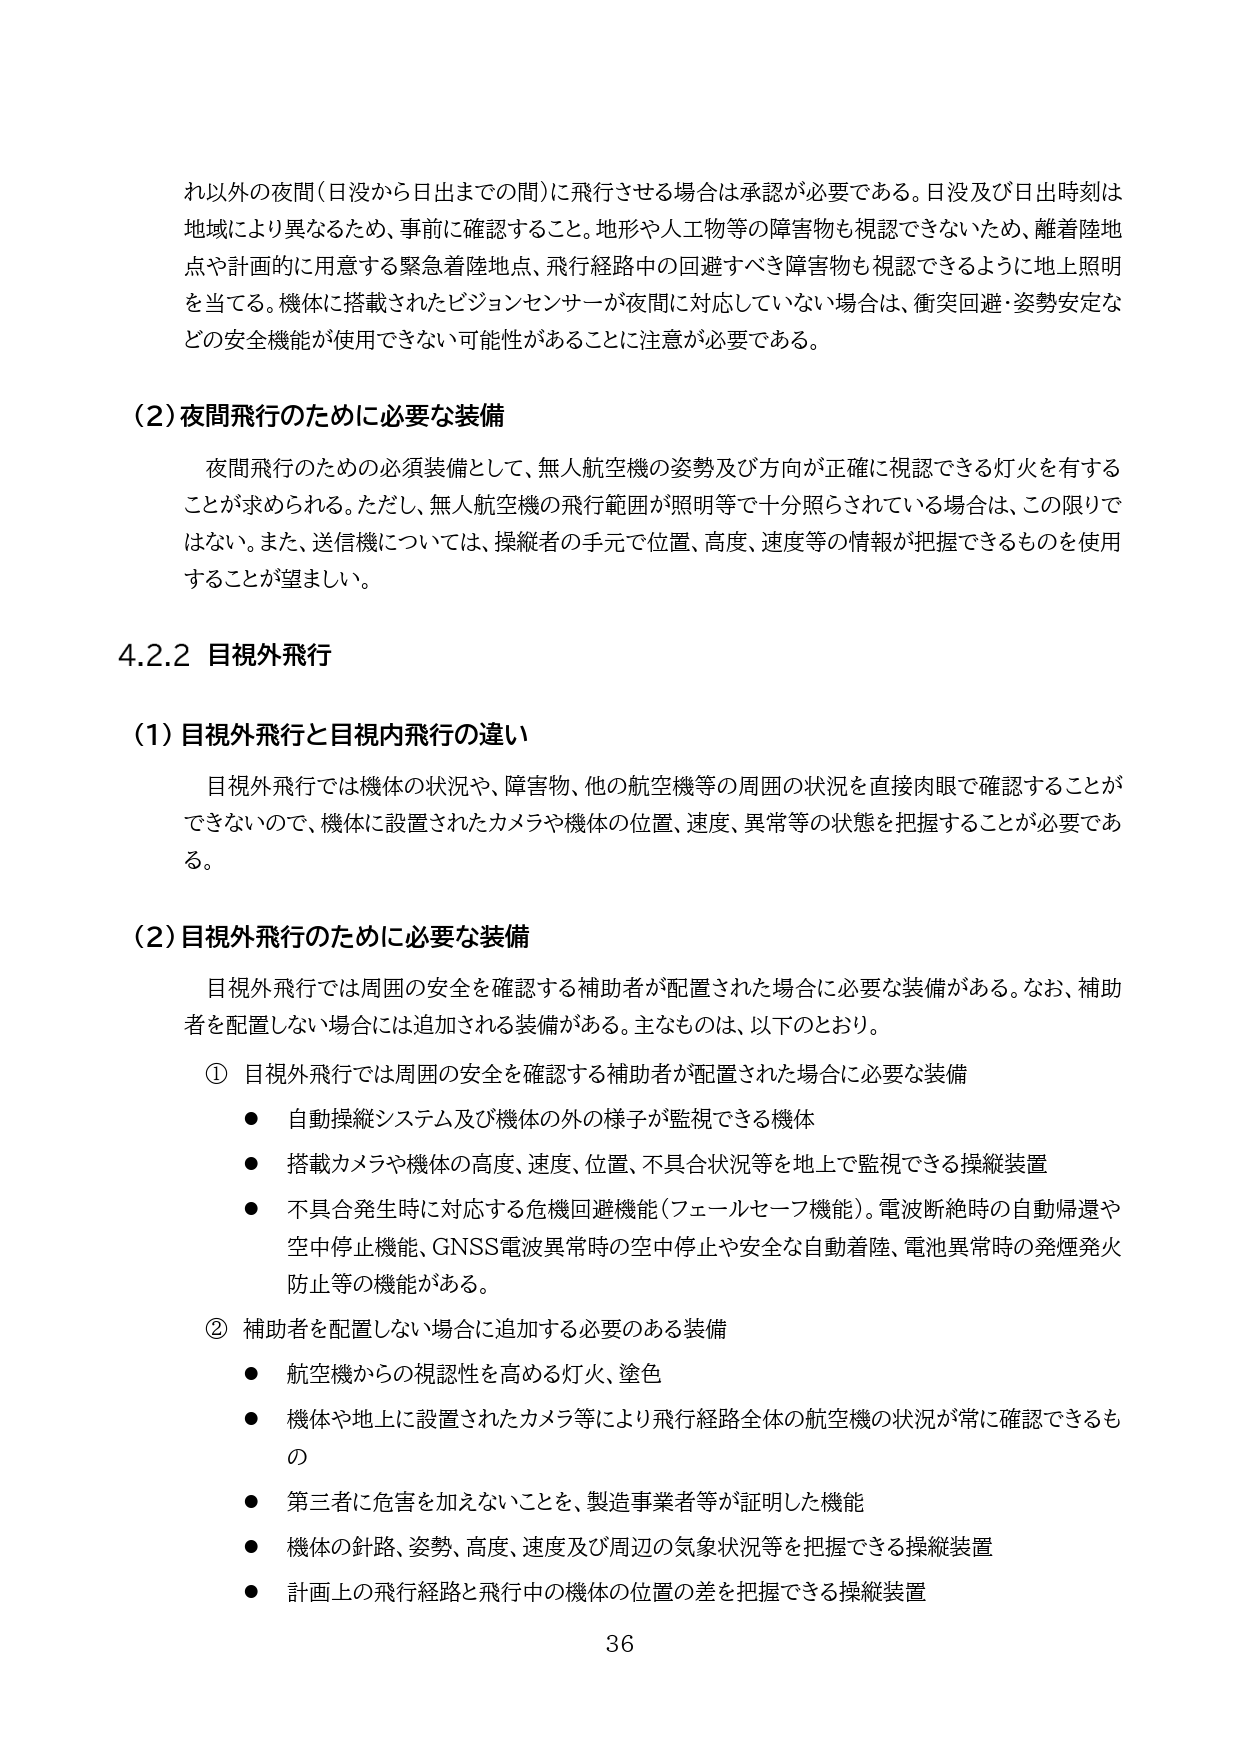 れ以外の夜間（日没から日出までの間）に飛行させる場合は承認が必要である。日没及び日出時刻は
地域により異なるため、事前に確認すること。地形や人工物等の障害物も視認できないため、離着陸地
点や計画的に用意する緊急着陸地点、飛行経路中の回避すべき障害物も視認できるように地上照明
を当てる。機体に搭載されたビジョンセンサーが夜間に対応していない場合は、衝突回避・姿勢安定な
どの安全機能が使用できない可能性があることに注意が必要である。
（2）夜間飛行のために必要な装備
夜間飛行のための必須装備として、無人航空機の姿勢及び方向が正確に視認できる灯火を有する
ことが求められる。ただし、無人航空機の飛行範囲が照明等で十分照らされている場合は、この限りで
はない。また、送信機については、操縦者の手元で位置、高度、速度等の情報が把握できるものを使用
することが望ましい。
4.2.2 目視外飛行
（1）目視外飛行と目視内飛行の違い
目視外飛行では機体の状況や、障害物、他の航空機等の周囲の状況を直接肉眼で確認することが
できないので、機体に設置されたカメラや機体の位置、速度、異常等の状態を把握することが必要であ
る。
（2）目視外飛行のために必要な装備
目視外飛行では周囲の安全を確認する補助者が配置された場合に必要な装備がある。なお、補助
者を配置しない場合には追加される装備がある。主なものは、以下のとおり。
① 目視外飛行では周囲の安全を確認する補助者が配置された場合に必要な装備
● 自動操縦システム及び機体の外の様子が監視できる機体
● 搭載カメラや機体の高度、速度、位置、不具合状況等を地上で監視できる操縦装置
● 不具合発生時に対応する危機回避機能（フェールセーフ機能）。電波断絶時の自動帰還や
空中停止機能、GNSS電波異常時の空中停止や安全な自動着陸、電池異常時の発煙発火
防止等の機能がある。
② 補助者を配置しない場合に追加する必要のある装備
● 航空機からの視認性を高める灯火、塗色
● 機体や地上に設置されたカメラ等により飛行経路全体の航空機の状況が常に確認できるも
の
● 第三者に危害を加えないことを、製造事業者等が証明した機能
● 機体の針路、姿勢、高度、速度及び周辺の気象状況等を把握できる操縦装置
● 計画上の飛行経路と飛行中の機体の位置の差を把握できる操縦装置
36